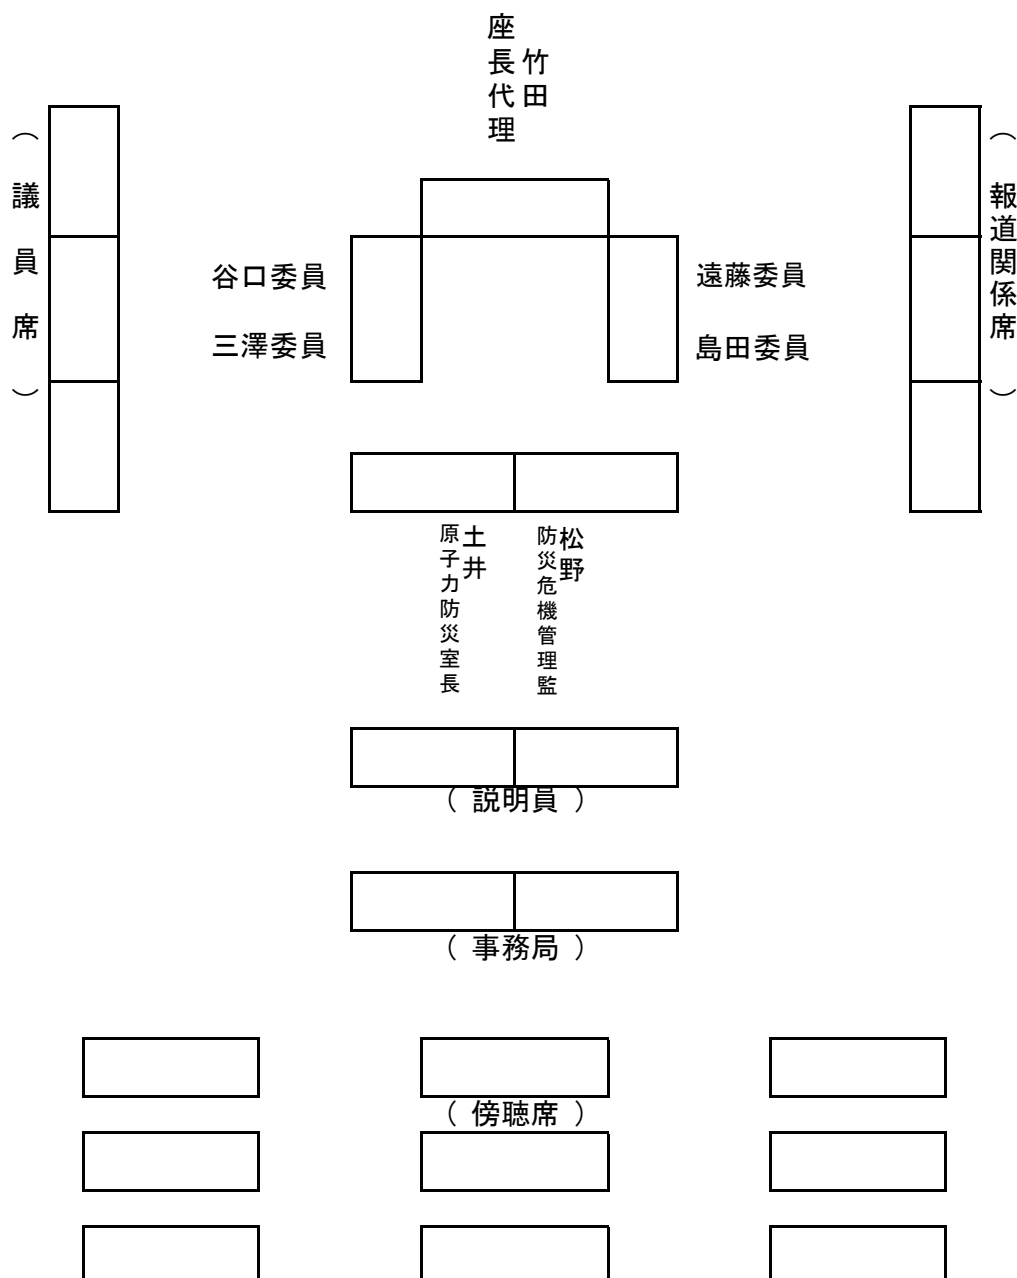 竹田
座長代理
（議員席）
（報道関係席）
谷口委員
遠藤委員
三澤委員
島田委員
松野
防災危機管理監
土井
原子力防災室長
（説明員）
（事務局）
（傍聴席）